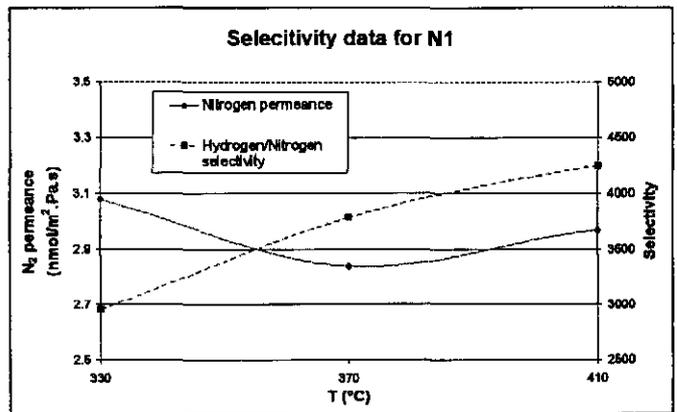 Selecitivity data for N1
3.5
3.3
3.1
2.9
2.7
2.5
N₂ permeance
(nmol/m².Pa.s)
Nitrogen permeance
Hydrogen/Nitrogen
selectivity
5000
4500
4000
3500
3000
2500
Selectivity
330
370
410
T (°C)